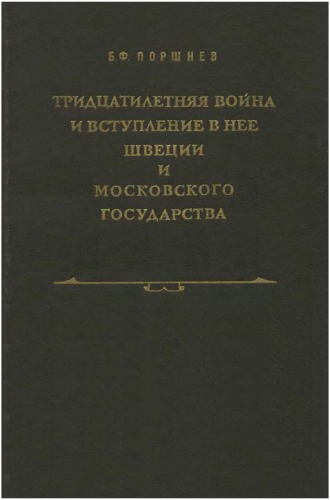 Б.Ф. ПОРШНЕВ
ТРИДЦАТИЛЕТНЯЯ ВОЙНА
И ВСТУПЛЕНИЕ В НЕЕ
ШВЕЦИИ
И
МОСКОВСКОГО
ГОСУДАРСТВА